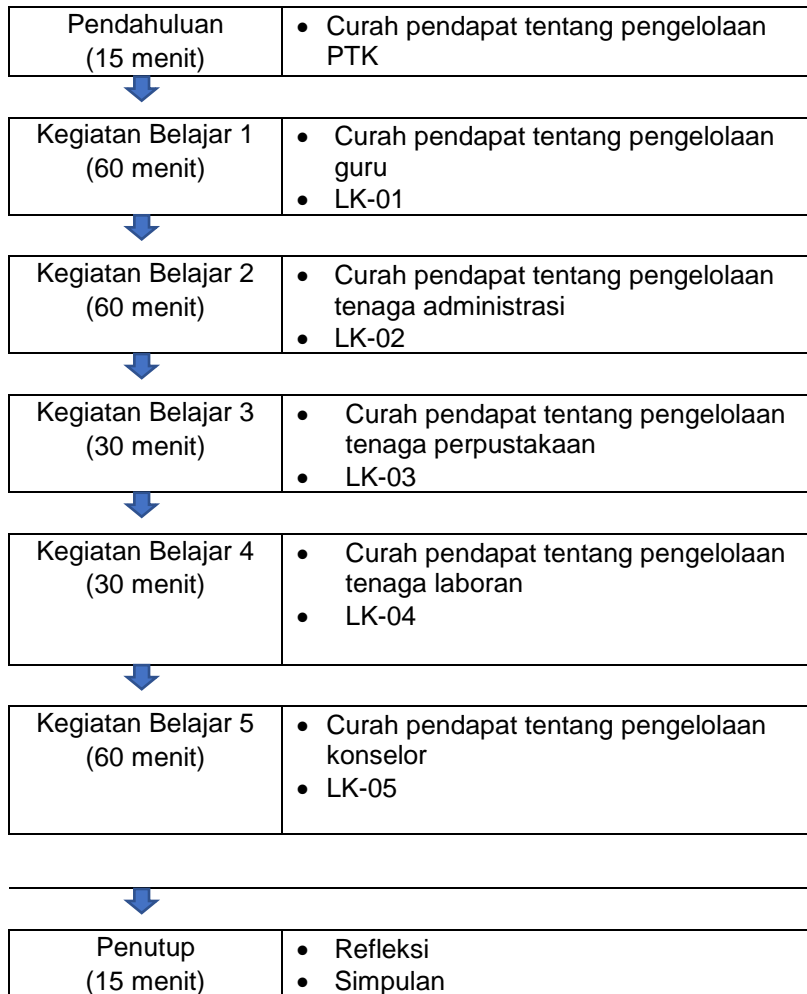 Pendahuluan
(15 menit)
• Curah pendapat tentang pengelolaan
PTK
Kegiatan Belajar 1
(60 menit)
• Curah pendapat tentang pengelolaan
guru
• LK-01
Kegiatan Belajar 2
(60 menit)
• Curah pendapat tentang pengelolaan
tenaga administrasi
• LK-02
Kegiatan Belajar 3
(30 menit)
• Curah pendapat tentang pengelolaan
tenaga perpustakaan
• LK-03
Kegiatan Belajar 4
(30 menit)
• Curah pendapat tentang pengelolaan
tenaga laboran
• LK-04
Kegiatan Belajar 5
(60 menit)
• Curah pendapat tentang pengelolaan
konselor
• LK-05
Penutup
(15 menit)
• Refleksi
• Simpulan